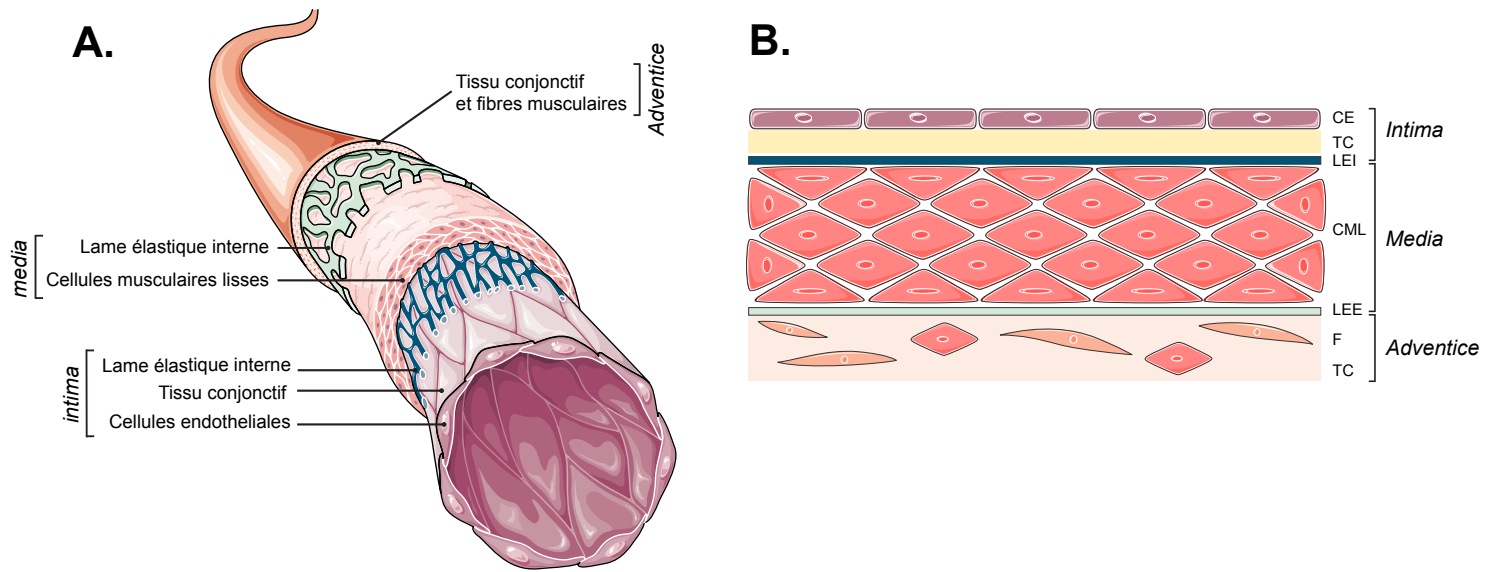 A.
Tissu conjonctif
et fibres musculaires
Adventice
media
Lame élastique interne
Cellules musculaires lisses
intima
Lame élastique interne
Tissu conjonctif
Cellules endotheliales
B.
CE
TC
LEI
Intima
CML
Media
LEE
F
TC
Adventice